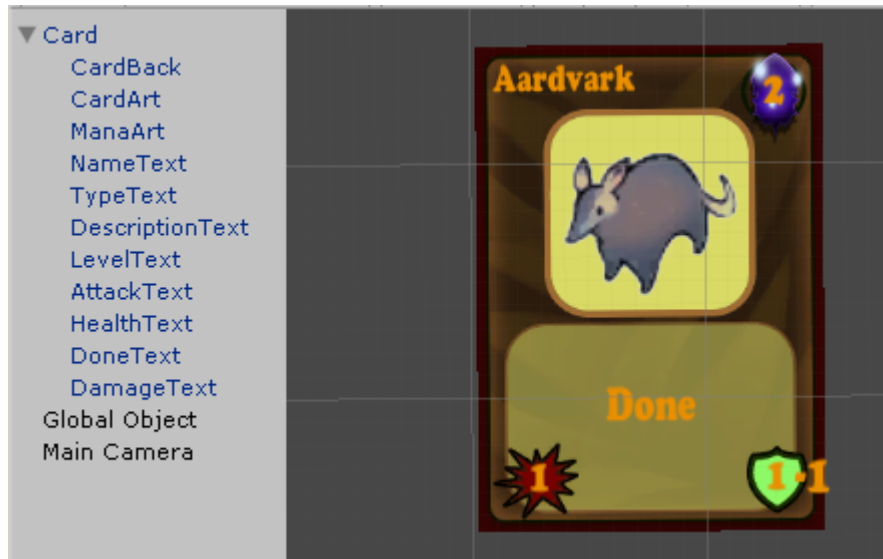 Card
CardBack
CardArt
ManaArt
NameText
TypeText
DescriptionText
LevelText
AttackText
HealthText
DoneText
DamageText
Global Object
Main Camera
Aardvark
2
Done
1
1-1